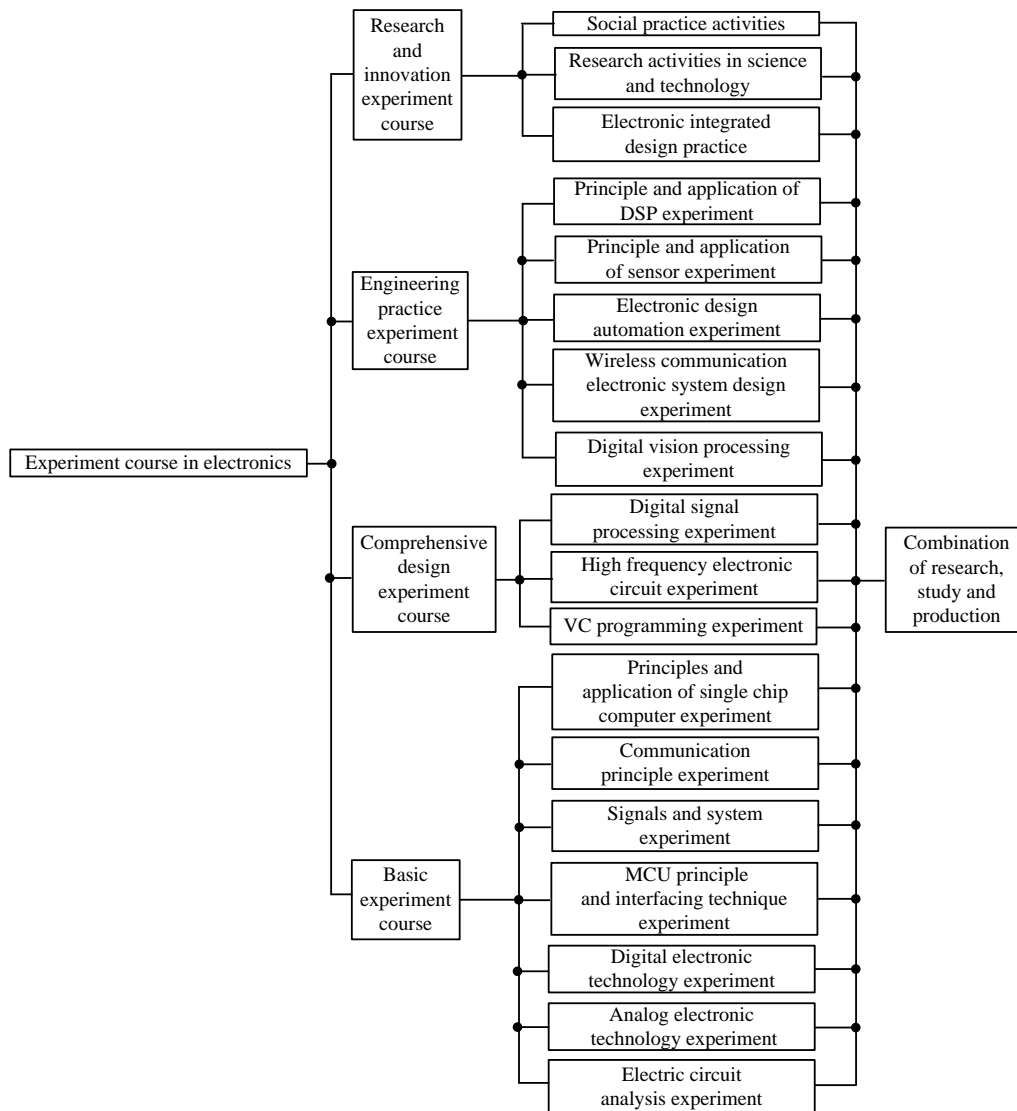 Experiment course in electronics
Research
and
innovation
experiment
course
Social practice activities
Research activities in science
and technology
Electronic integrated
design practice
Engineering
practice
experiment
course
Principle and application of
DSP experiment
Principle and application
of sensor experiment
Electronic design
automation experiment
Wireless communication
electronic system design
experiment
Digital vision processing
experiment
Comprehensive
design
experiment
course
Digital signal
processing experiment
High frequency electronic
circuit experiment
VC programming experiment
Basic
experiment
course
Principles and
application of single chip
computer experiment
Communication
principle experiment
Signals and system
experiment
MCU principle
and interfacing technique
experiment
Digital electronic
technology experiment
Analog electronic
technology experiment
Electric circuit
analysis experiment
Combination
of research,
study and
production